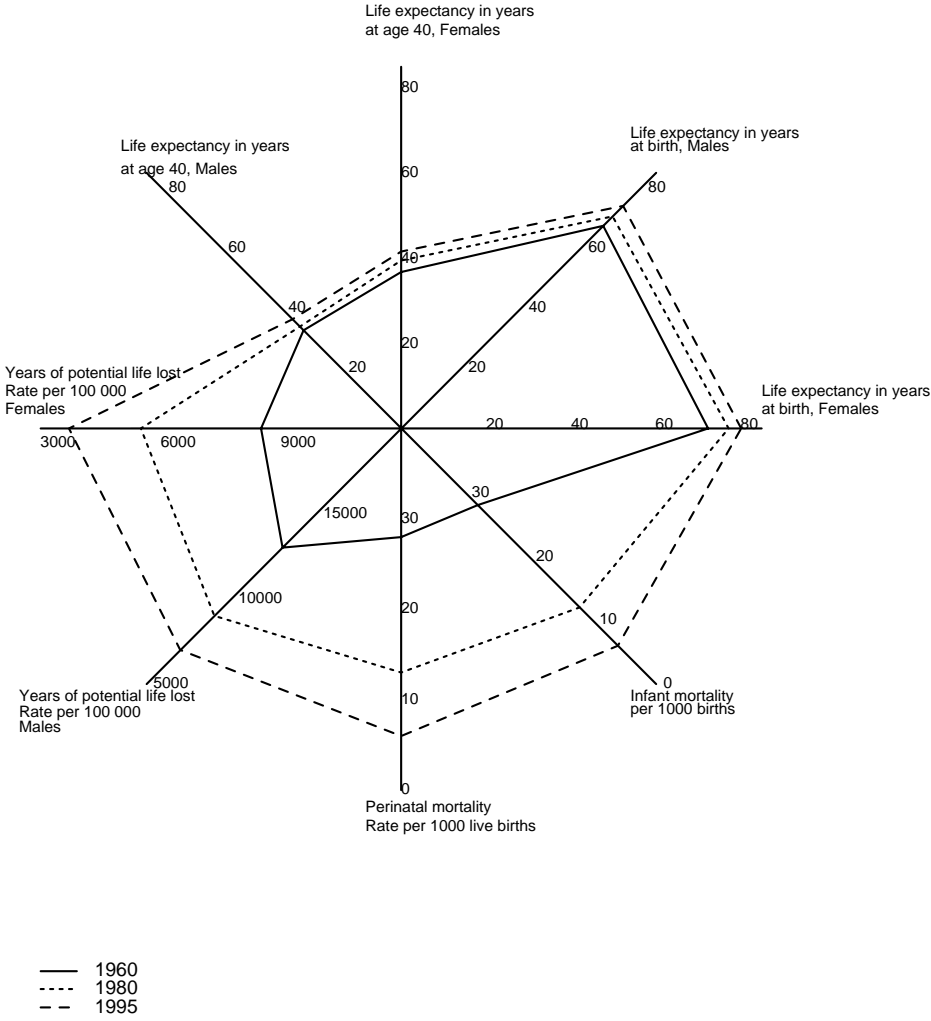 Life expectancy in years
at age 40, Females
80
Life expectancy in years
at birth, Males
Life expectancy in years
at age 40, Males
80
60
80
60
60
40
40
40
20
20
20
Years of potential life lost
Rate per 100 000
Females
Life expectancy in years
at birth, Females
3000
6000
9000
20
40
60
80
30
15000
30
20
10000
20
10
5000
10
0
Years of potential life lost
Rate per 100 000
Males
Infant mortality
per 1000 births
0
Perinatal mortality
Rate per 1000 live births
1960
1980
1995